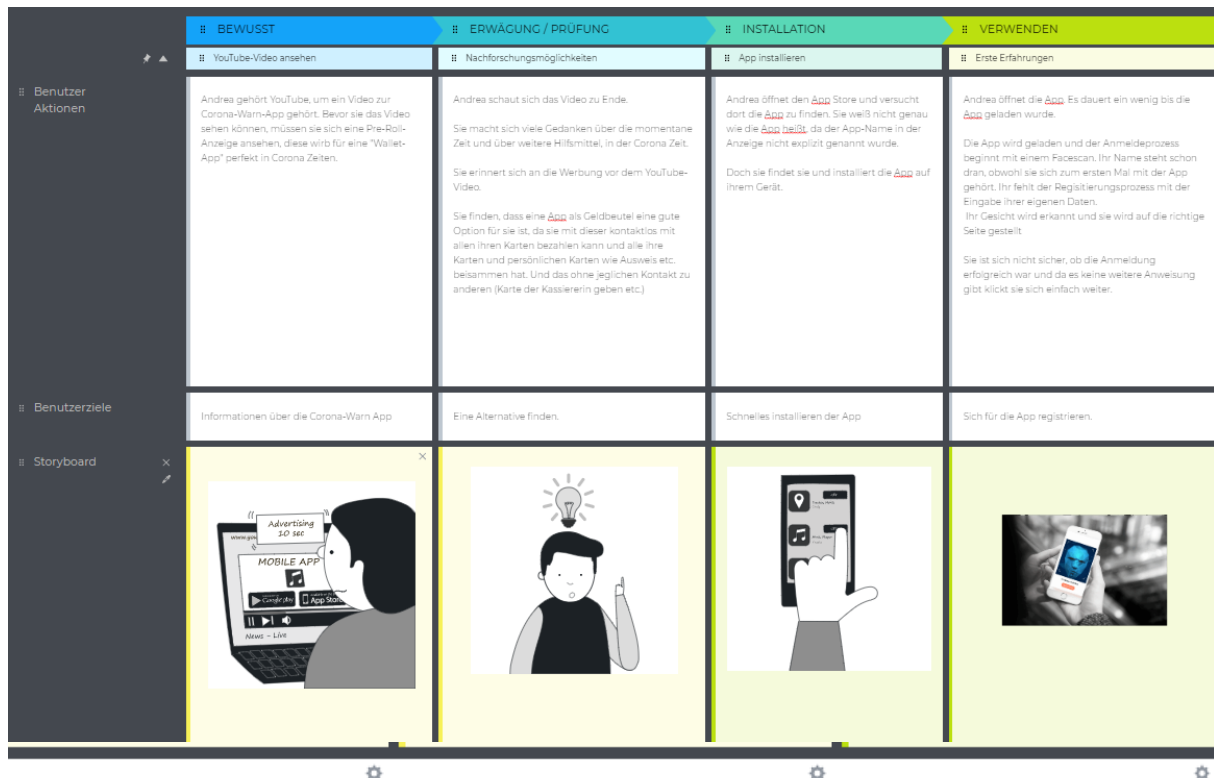 BEWUSST
ERWÄGUNG / PRÜFUNG
INSTALLATION
VERWENDEN
YouTube-Video ansehen
Nachforschungsmöglichkeiten
App installieren
Erste Erfahrungen
Benutzer
Aktionen
Andrea gehört YouTube, um ein Video zur
Corona-Warn-App gehört. Bevor sie das Video
sehen können, müssen sie sich eine Pre-Roll-
Anzeige ansehen, diese wirb für eine "Wallet-
App" perfekt in Corona Zeiten.
Andrea schaut sich das Video zu Ende.
Sie macht sich viele Gedanken über die momentane
Zeit und über weitere Hilfsmittel, in der Corona Zeit.
Sie erinnert sich an die Werbung vor dem YouTube-
Video.
Sie finden, dass eine App als Geldbeutel eine gute
Option für sie ist, da sie mit dieser kontaktlos mit
allen ihren Karten bezahlen kann und alle ihre
Karten und persönlichen Karten wie Ausweis etc.
beisammen hat. Und das ohne jeglichen Kontakt zu
anderen (Karte der Kassiererin geben etc.)
Andrea öffnet den App Store und versucht
dort die App zu finden. Sie weiß nicht genau
wie die App heißt, da der App-Name in der
Anzeige nicht explizit genannt wurde.
Doch sie findet sie und installiert die App auf
ihrem Gerät.
Andrea öffnet die App. Es dauert ein wenig bis die
App geladen wurde.
Die App wird geladen und der Anmeldeprozess
beginnt mit einem Facescan. Ihr Name steht schon
dran, obwohl sie sich zum ersten Mal mit der App
gehört. Ihr fehlt der Regisitierungsprozess mit der
Eingabe ihrer eigenen Daten.
Ihr Gesicht wird erkannt und sie wird auf die richtige
Seite gestellt
Sie ist sich nicht sicher, ob die Anmeldung
erfolgreich war und da es keine weitere Anweisung
gibt klickt sie sich einfach weiter.
Benutzerziele
Informationen über die Corona-Warn App
Eine Alternative finden.
Schnelles installieren der App
Sich für die App registrieren.
Storyboard
Advertising
10 sec
MOBILE APP
Google play
App Store
News - Live